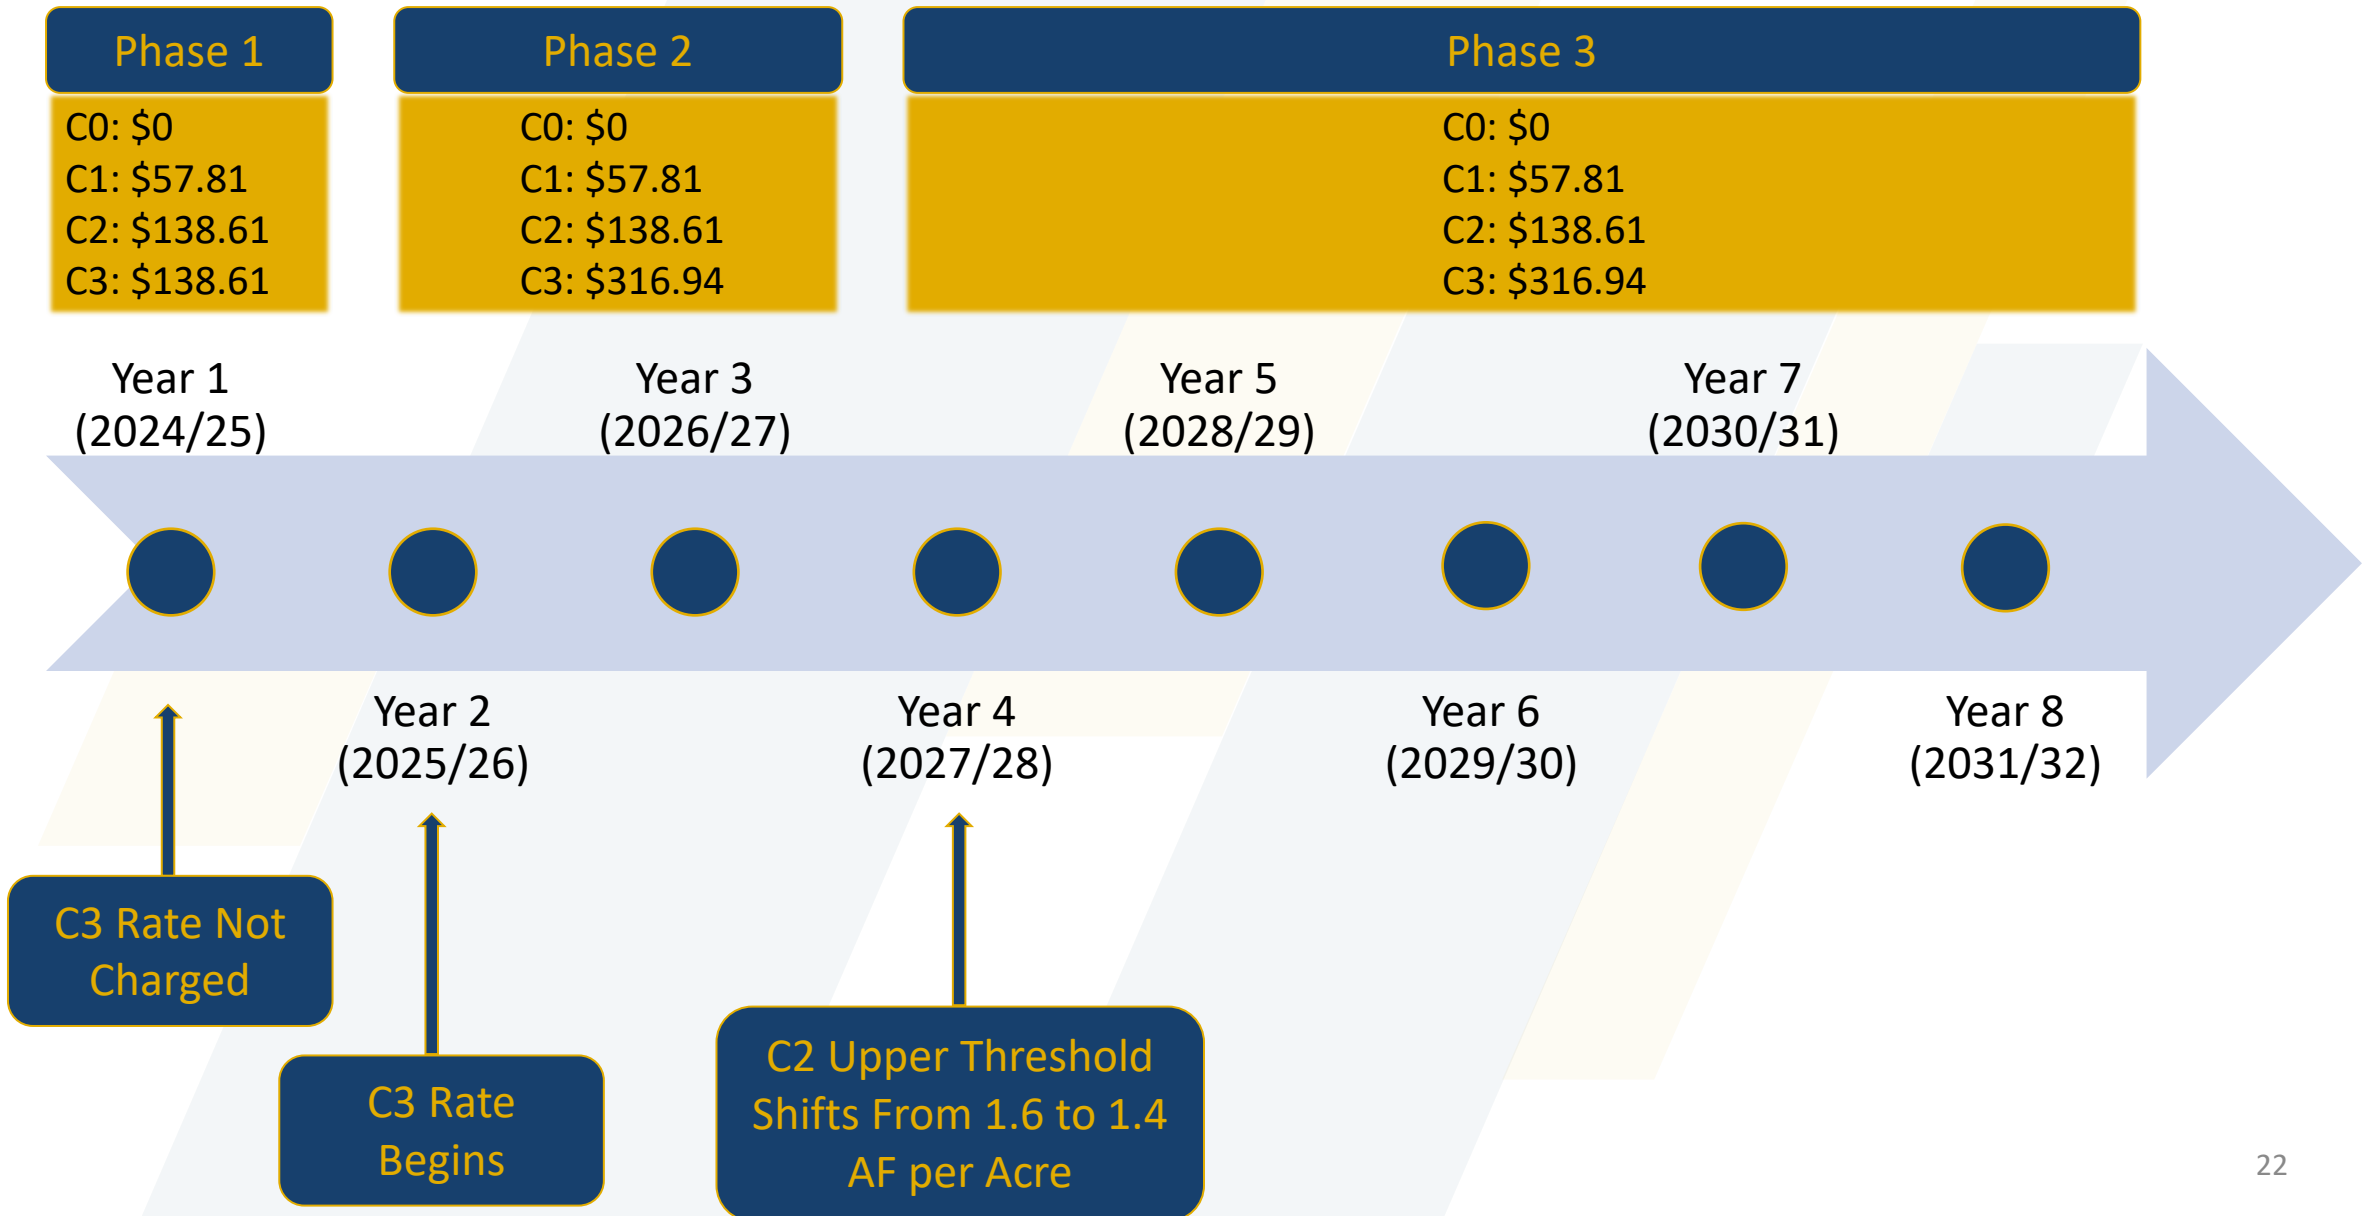 Phase 1
C0: $0
C1: $57.81
C2: $138.61
C3: $138.61
Phase 2
C0: $0
C1: $57.81
C2: $138.61
C3: $316.94
Phase 3
C0: $0
C1: $57.81
C2: $138.61
C3: $316.94
Year 1
(2024/25)
Year 3
(2026/27)
Year 5
(2028/29)
Year 7
(2030/31)
Year 2
(2025/26)
Year 4
(2027/28)
Year 6
(2029/30)
Year 8
(2031/32)
C3 Rate Not
Charged
C3 Rate
Begins
C2 Upper Threshold
Shifts From 1.6 to 1.4
AF per Acre
22